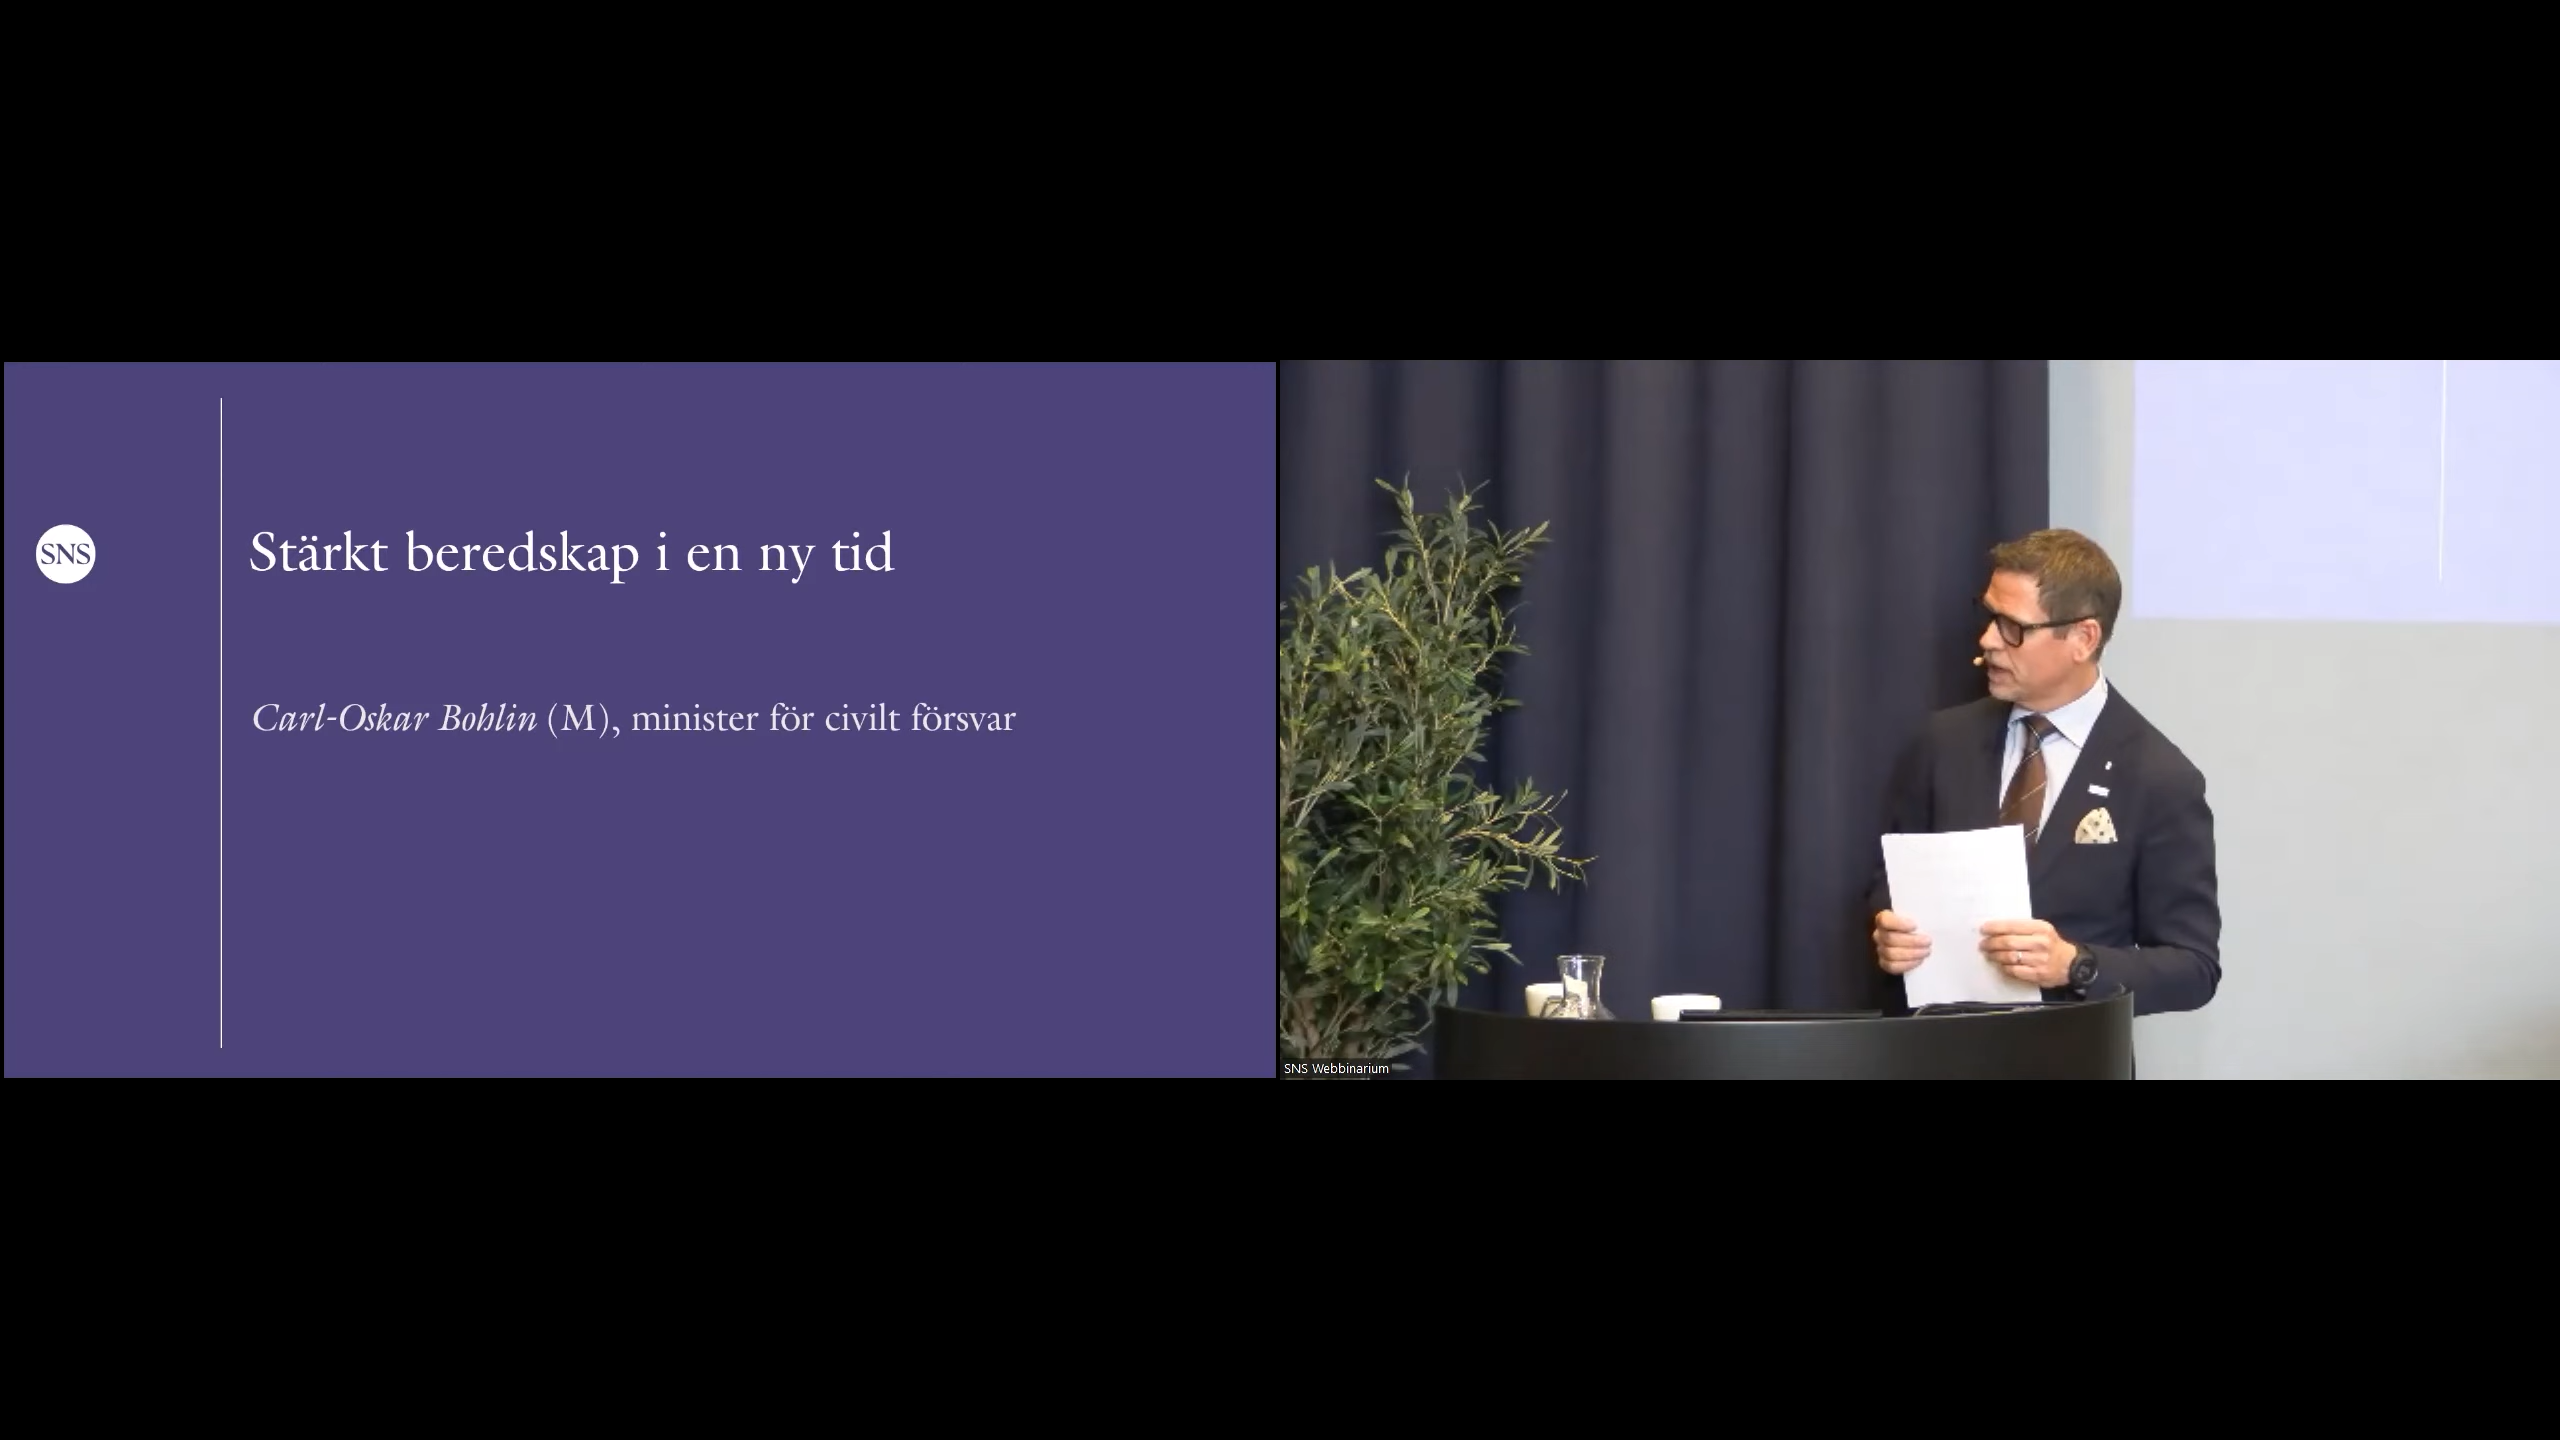 SNS
Stärkt beredskap i en ny tid
Carl-Oskar Bohlin (M), minister för civilt försvar
SNS Webbinarium